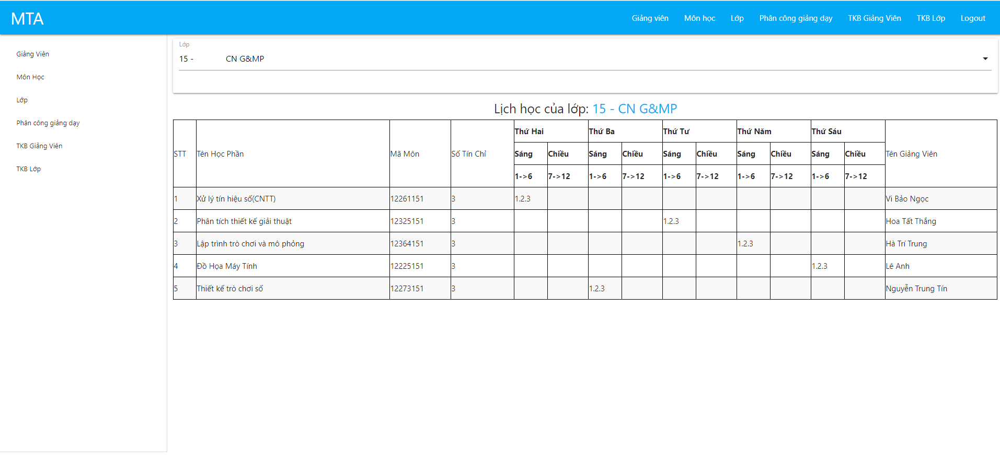 MTA Giảng viên Môn học Lớp Phân công giảng dạy TKB Giảng Viên TKB Lớp Logout
Giảng Viên
Môn Học
Lớp
Phân công giảng dạy
TKB Giảng Viên
TKB Lớp
Lớp
15 - CN G&MP
Lịch học của lớp: 15 - CN G&MP
STT Tên Học Phần Mã Môn Số Tín Chỉ Thứ Hai Thứ Ba Thứ Tư Thứ Năm Thứ Sáu Tên Giảng Viên
Sáng Chiều Sáng Chiều Sáng Chiều Sáng Chiều Sáng Chiều
1->6 7->12 1->6 7->12 1->6 7->12 1->6 7->12 1->6 7->12
1 Xử lý tín hiệu số(CNTT) 12261151 3 1.2.3 Vi Bảo Ngọc
2 Phân tích thiết kế giải thuật 12325151 3 1.2.3 Hoa Tất Thắng
3 Lập trình trò chơi và mô phỏng 12364151 3 1.2.3 Hà Trí Trung
4 Đồ Họa Máy Tính 12225151 3 1.2.3 Lê Anh
5 Thiết kế trò chơi số 12273151 3 1.2.3 Nguyễn Trung Tín